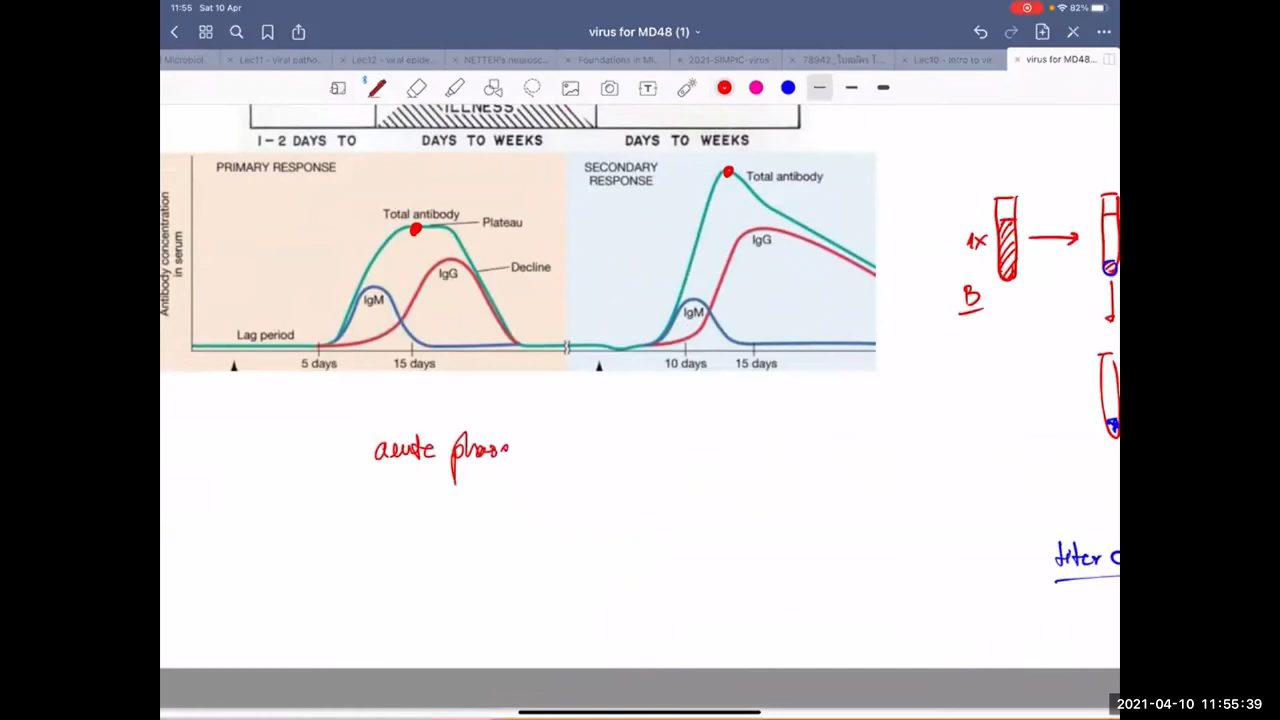 11:55 Sat 10 Apr
82%
virus for MD48 (1)
Microbiol.
Lec11 - viral patho...
Lec12 - viral epide...
NETTER's neurosc...
Foundations in Mi...
2021-SIMPIC-virus
Lec10 - Intro to vir...
virus for MD48...
ILLNESS
1-2 DAYS TO
DAYS TO WEEKS
DAYS TO WEEKS
PRIMARY RESPONSE
SECONDARY
RESPONSE
Total antibody
Total antibody
Plateau
IgG
Decline
IgM
IgG
IgM
Lag period
Antibody concentration
in serum
5 days
15 days
10 days
15 days
1x
B
acute phas
titer
2021-04-10 11:55:39